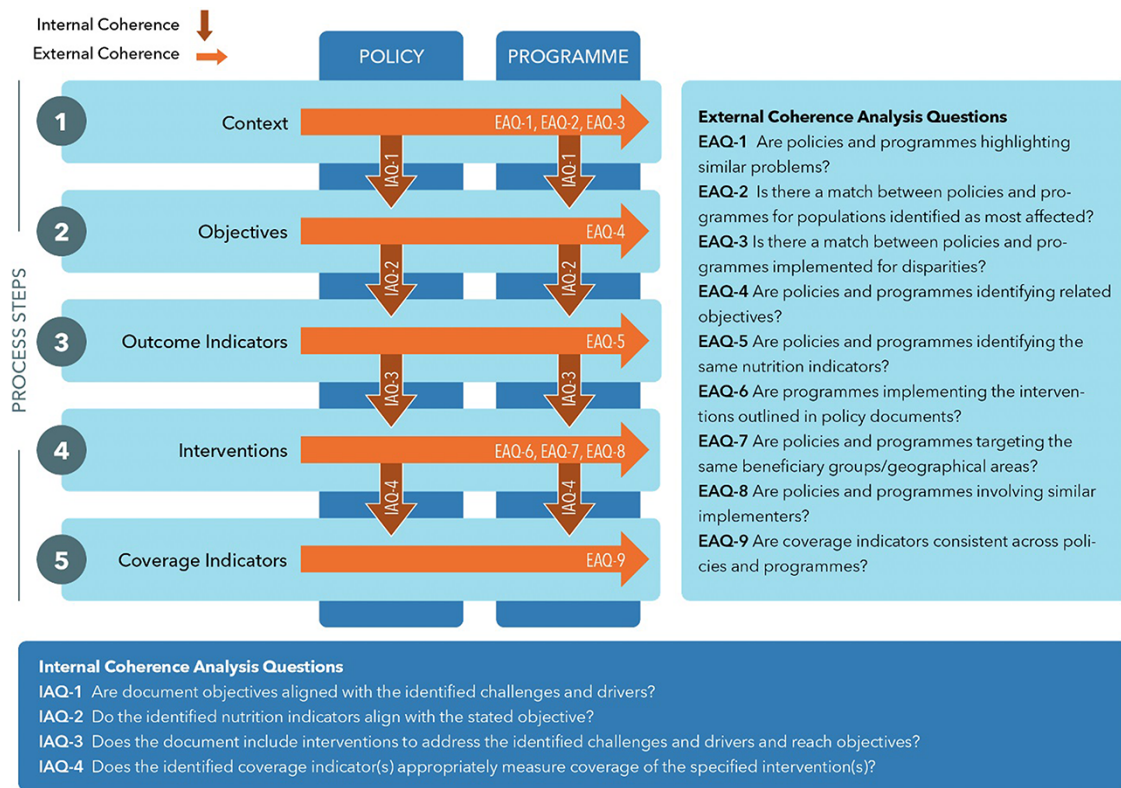 Internal Coherence
External Coherence
POLICY
PROGRAMME
PROCESS STEPS
1
Context
EAQ-1, EAQ-2, EAQ-3
IAQ-1
IAQ-1
2
Objectives
EAQ-4
IAQ-2
IAQ-2
3
Outcome Indicators
EAQ-5
IAQ-3
IAQ-3
4
Interventions
EAQ-6, EAQ-7, EAQ-8
IAQ-4
IAQ-4
5
Coverage Indicators
EAQ-9
External Coherence Analysis Questions
EAQ-1 Are policies and programmes highlighting
similar problems?
EAQ-2 Is there a match between policies and pro-
grammes for populations identified as most affected?
EAQ-3 Is there a match between policies and pro-
grammes implemented for disparities?
EAQ-4 Are policies and programmes identifying related
objectives?
EAQ-5 Are policies and programmes identifying the
same nutrition indicators?
EAQ-6 Are programmes implementing the interven-
tions outlined in policy documents?
EAQ-7 Are policies and programmes targeting the
same beneficiary groups/geographical areas?
EAQ-8 Are policies and programmes involving similar
implementers?
EAQ-9 Are coverage indicators consistent across poli-
cies and programmes?
Internal Coherence Analysis Questions
IAQ-1 Are document objectives aligned with the identified challenges and drivers?
IAQ-2 Do the identified nutrition indicators align with the stated objective?
IAQ-3 Does the document include interventions to address the identified challenges and drivers and reach objectives?
IAQ-4 Does the identified coverage indicator(s) appropriately measure coverage of the specified intervention(s)?